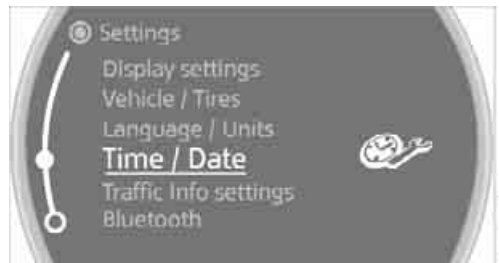 Settings
Display settings
Vehicle / Tires
Language / Units
Time / Date
Traffic Info settings
Bluetooth